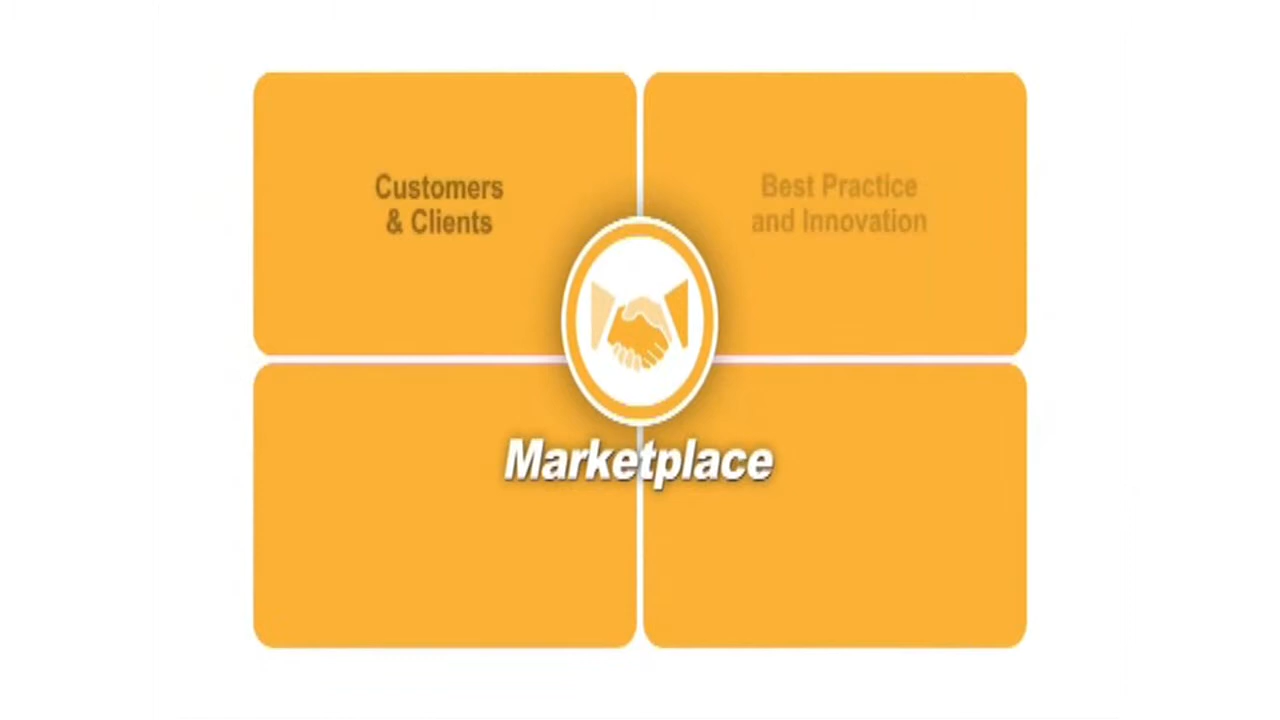 Customers
& Clients
Best Practice
and Innovation
Marketplace